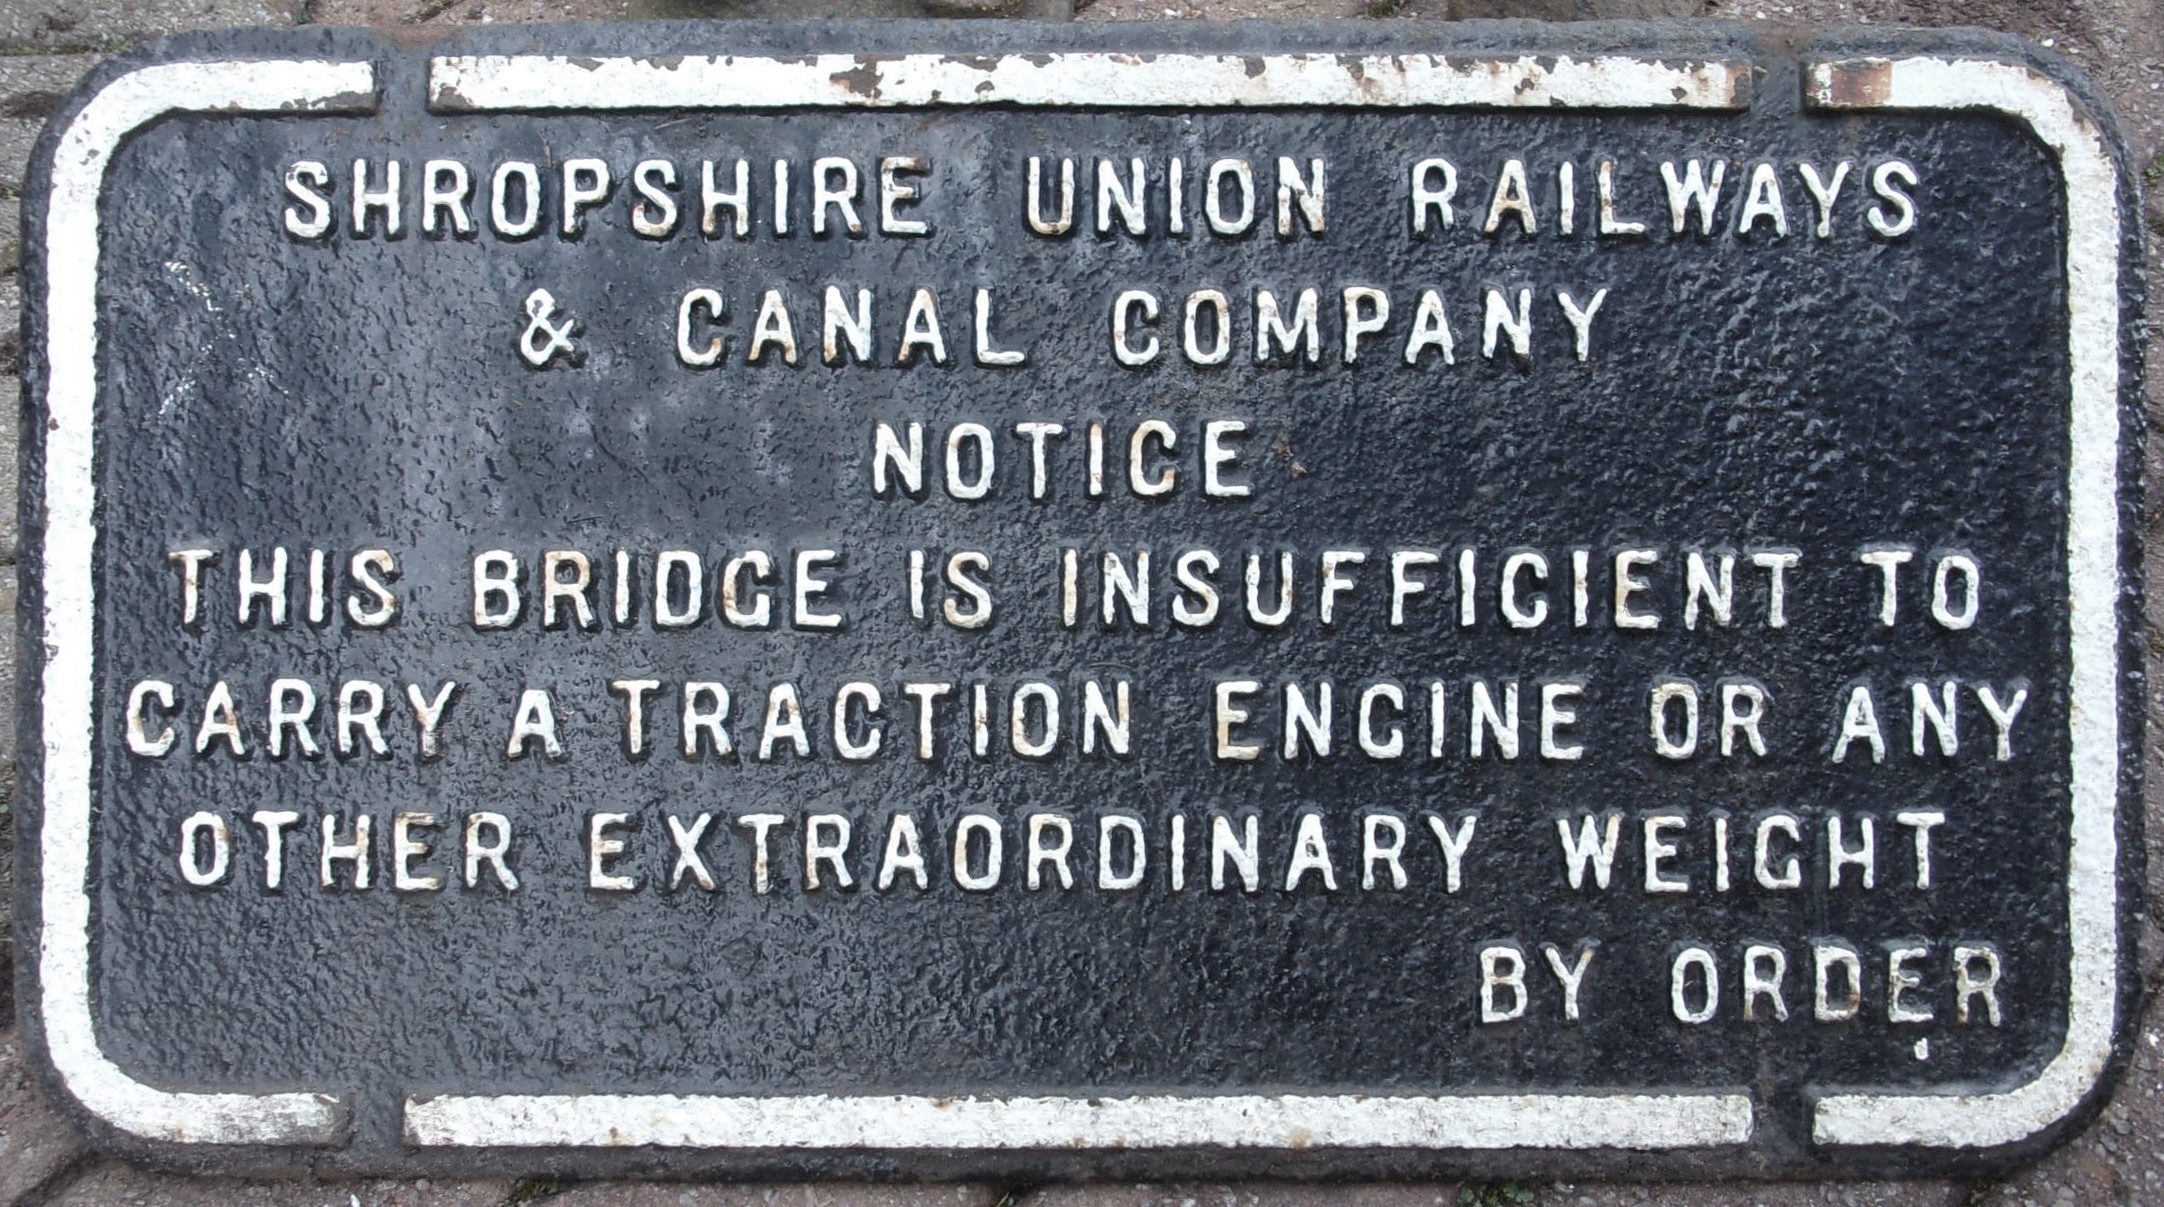 SHROPSHIRE UNION RAILWAYS
& CANAL COMPANY
NOTICE
THIS BRIDGE IS INSUFFICIENT TO
CARRY A TRACTION ENGINE OR ANY
OTHER EXTRAORDINARY WEIGHT
BY ORDER